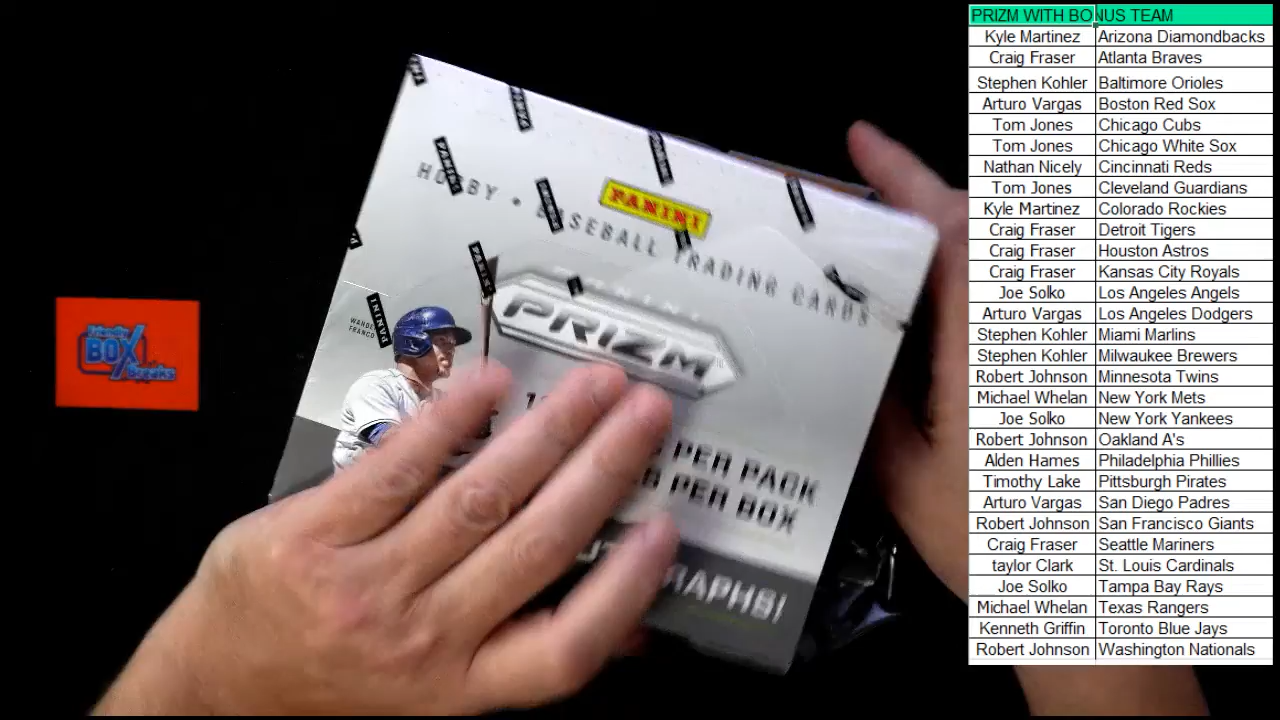 PRIZM WITH BONUS TEAM
Kyle Martinez Arizona Diamondbacks
Craig Fraser Atlanta Braves
Stephen Kohler Baltimore Orioles
Arturo Vargas Boston Red Sox
Tom Jones Chicago Cubs
Tom Jones Chicago White Sox
Nathan Nicely Cincinnati Reds
Tom Jones Cleveland Guardians
Kyle Martinez Colorado Rockies
Craig Fraser Detroit Tigers
Craig Fraser Houston Astros
Craig Fraser Kansas City Royals
Joe Solko Los Angeles Angels
Arturo Vargas Los Angeles Dodgers
Stephen Kohler Miami Marlins
Stephen Kohler Milwaukee Brewers
Robert Johnson Minnesota Twins
Michael Whelan New York Mets
Joe Solko New York Yankees
Robert Johnson Oakland A's
Alden Hames Philadelphia Phillies
Timothy Lake Pittsburgh Pirates
Arturo Vargas San Diego Padres
Robert Johnson San Francisco Giants
Craig Fraser Seattle Mariners
taylor Clark St. Louis Cardinals
Joe Solko Tampa Bay Rays
Michael Whelan Texas Rangers
Kenneth Griffin Toronto Blue Jays
Robert Johnson Washington Nationals
PANINI
HOBBY • BASEBALL TRADING CARDS
PANINI
PRIZM
PANINI
WANDER
FRANCO
PER PACK
PER BOX
Friendly
BOX
Breaks